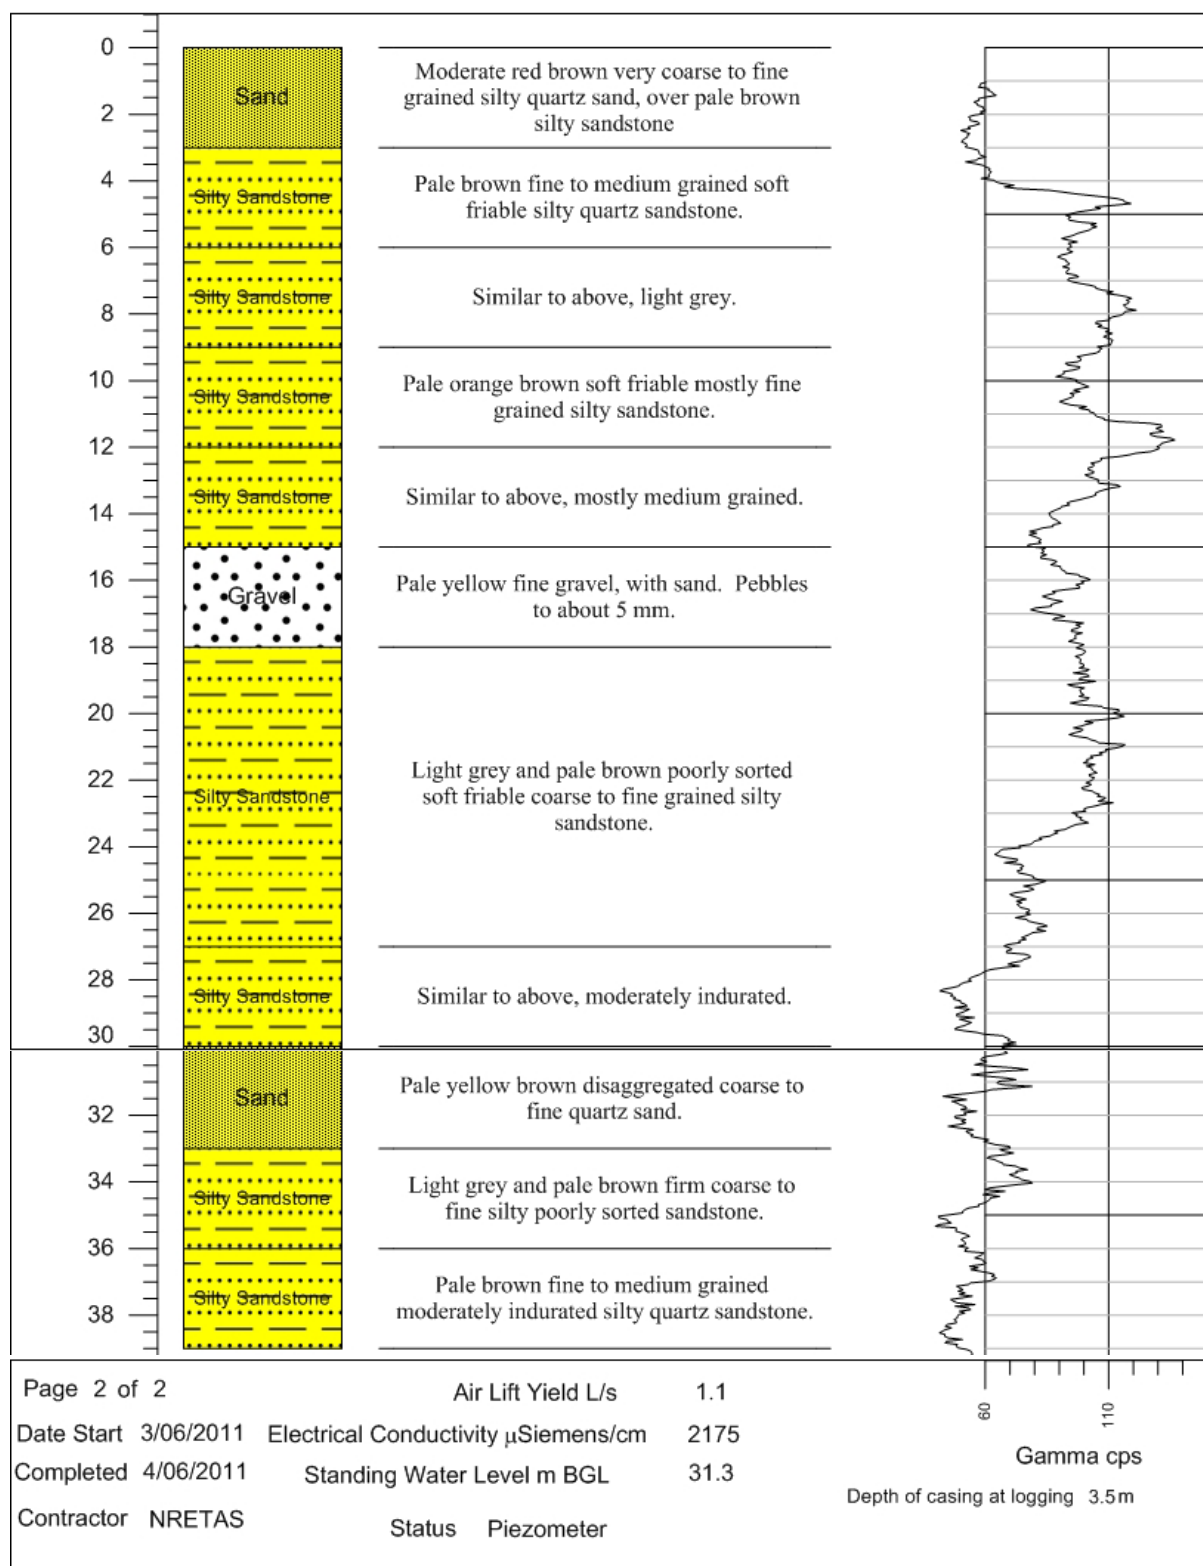 0
Sand
Moderate red brown very coarse to fine
grained silty quartz sand, over pale brown
silty sandstone
2
4
Silty Sandstone
Pale brown fine to medium grained soft
friable silty quartz sandstone.
6
Silty Sandstone
Similar to above, light grey.
8
10
Silty Sandstone
Pale orange brown soft friable mostly fine
grained silty sandstone.
12
Silty Sandstone
Similar to above, mostly medium grained.
14
16
Gravel
Pale yellow fine gravel, with sand. Pebbles
to about 5 mm.
18
20
22
Silty Sandstone
Light grey and pale brown poorly sorted
soft friable coarse to fine grained silty
sandstone.
24
26
28
Silty Sandstone
Similar to above, moderately indurated.
30
Sand
Pale yellow brown disaggregated coarse to
fine quartz sand.
32
34
Silty Sandstone
Light grey and pale brown firm coarse to
fine silty poorly sorted sandstone.
36
Silty Sandstone
Pale brown fine to medium grained
moderately indurated silty quartz sandstone.
38
Page 2 of 2
Air Lift Yield L/s 1.1
Date Start 3/06/2011
Electrical Conductivity µSiemens/cm 2175
Completed 4/06/2011
Standing Water Level m BGL 31.3
Contractor NRETAS
Status Piezometer
60
110
Gamma cps
Depth of casing at logging 3.5m